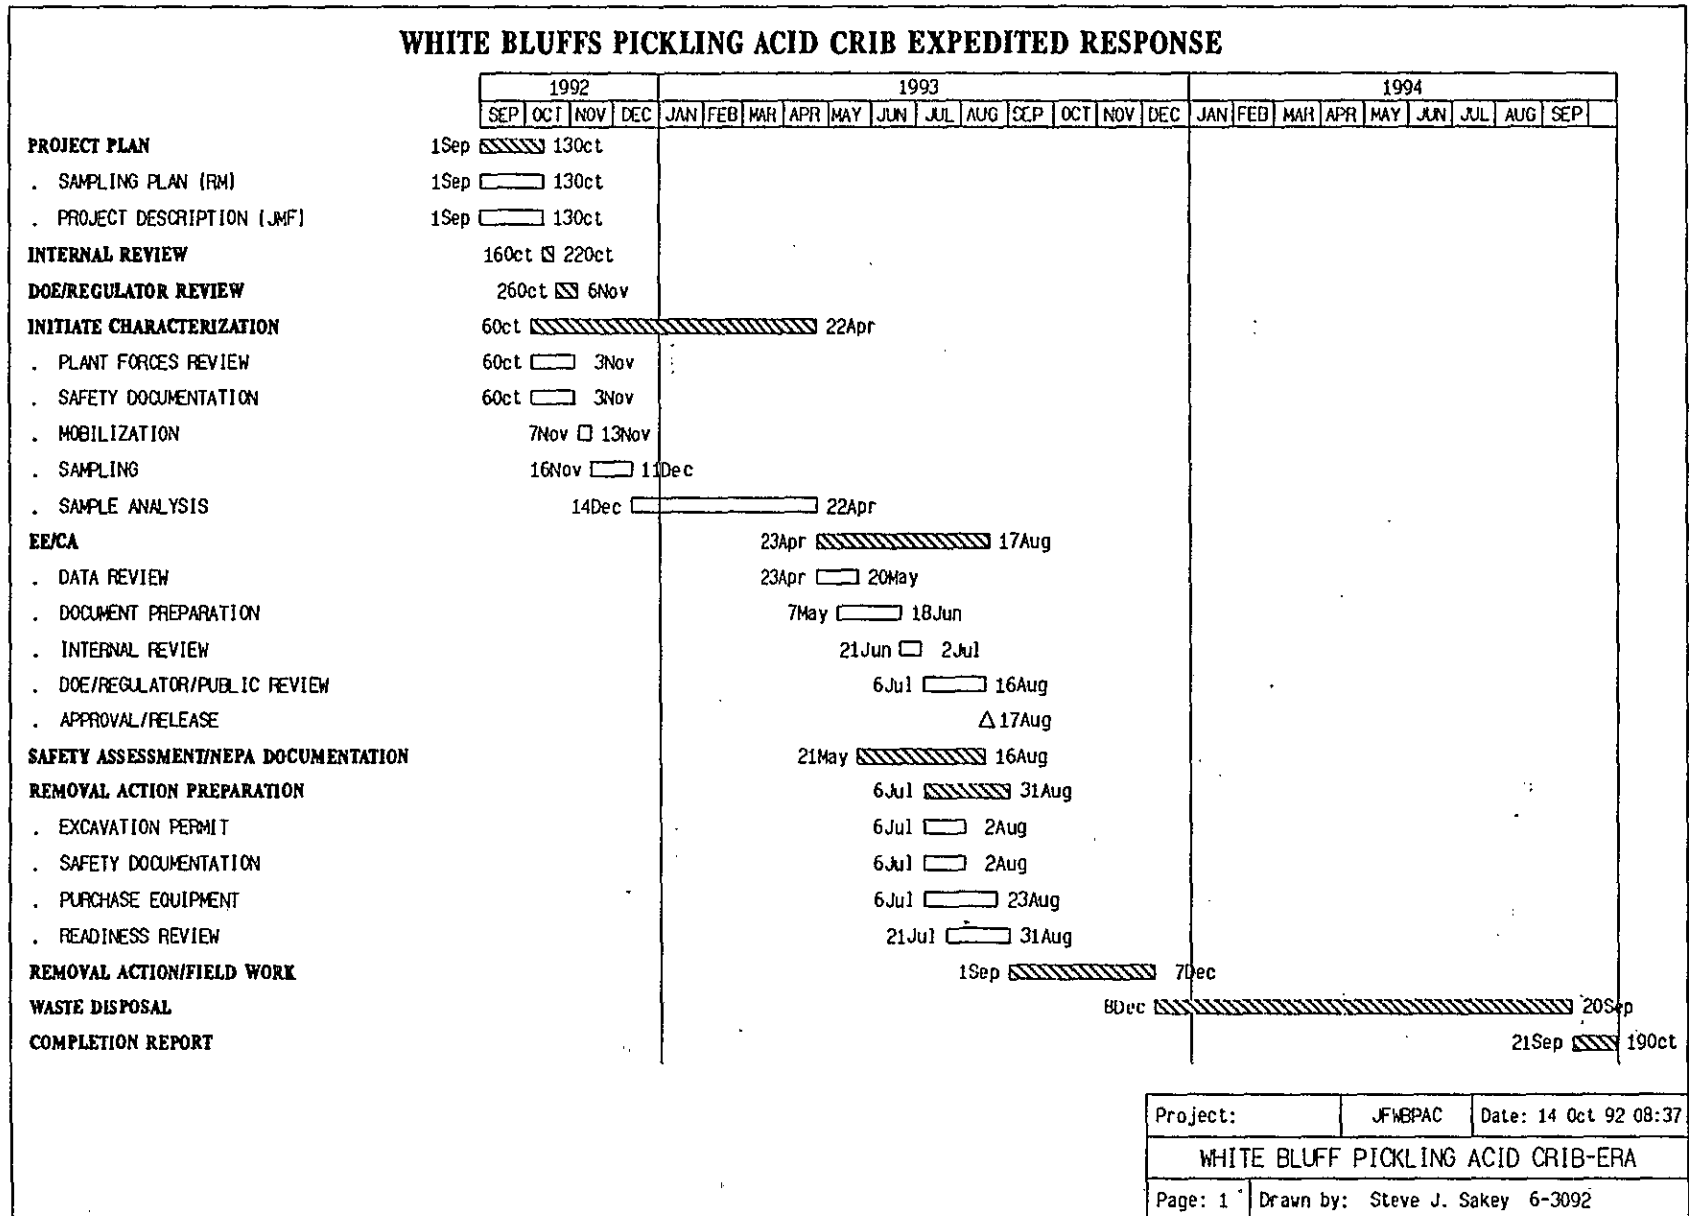 WHITE BLUFFS PICKLING ACID CRIB EXPEDITED RESPONSE
1992 1993 1994
SEP OCT NOV DEC JAN FEB MAR APR MAY JUN JUL AUG SEP OCT NOV DEC JAN FEB MAR APR MAY JUN JUL AUG SEP
PROJECT PLAN 1Sep 13Oct
. SAMPLING PLAN (RM) 1Sep 13Oct
. PROJECT DESCRIPTION (JMF) 1Sep 13Oct
INTERNAL REVIEW 16Oct 22Oct
DOE/REGULATOR REVIEW 26Oct 6Nov
INITIATE CHARACTERIZATION 6Oct 22Apr
. PLANT FORCES REVIEW 6Oct 3Nov
. SAFETY DOCUMENTATION 6Oct 3Nov
. MOBILIZATION 7Nov 13Nov
. SAMPLING 16Nov 11Dec
. SAMPLE ANALYSIS 14Dec 22Apr
EE/CA 23Apr 17Aug
. DATA REVIEW 23Apr 20May
. DOCUMENT PREPARATION 7May 18Jun
. INTERNAL REVIEW 21Jun 2Jul
. DOE/REGULATOR/PUBLIC REVIEW 6Jul 16Aug
. APPROVAL/RELEASE 17Aug
SAFETY ASSESSMENT/NEPA DOCUMENTATION 21May 16Aug
REMOVAL ACTION PREPARATION 6Jul 31Aug
. EXCAVATION PERMIT 6Jul 2Aug
. SAFETY DOCUMENTATION 6Jul 2Aug
. PURCHASE EQUIPMENT 6Jul 23Aug
. READINESS REVIEW 21Jul 31Aug
REMOVAL ACTION/FIELD WORK 1Sep 7Dec
WASTE DISPOSAL 8Dec 20Sep
COMPLETION REPORT 21Sep 19Oct
Project: JFWBPAC Date: 14 Oct 92 08:37
WHITE BLUFF PICKLING ACID CRIB-ERA
Page: 1 Drawn by: Steve J. Sakey 6-3092